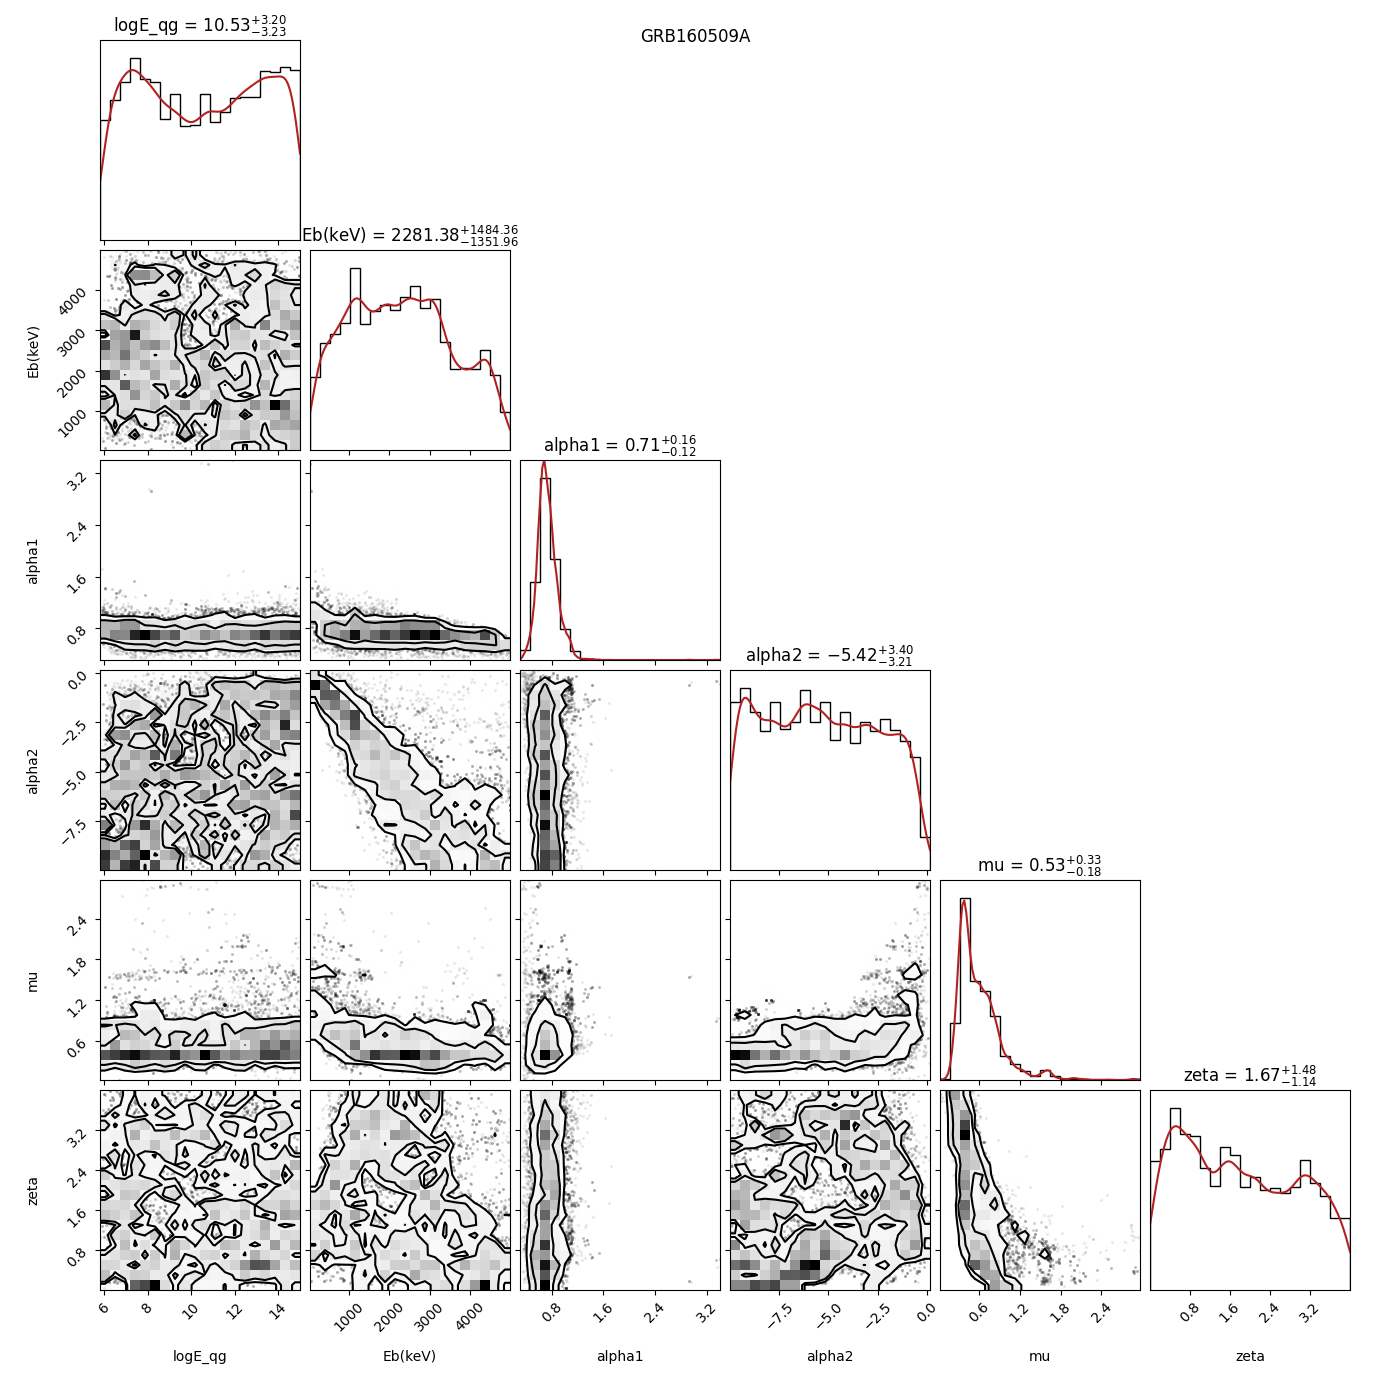 logE_qg = 10.53+3.20−3.23
GRB160509A
Eb(keV) = 2281.38+1484.36−1351.96
4000
3000
2000
1000
Eb(keV)
alpha1 = 0.71+0.16−0.12
3.2
2.4
1.6
0.8
alpha1
alpha2 = −5.42+3.40−3.21
0.0
−2.5
−5.0
−7.5
alpha2
mu = 0.53+0.33−0.18
2.4
1.8
1.2
0.6
mu
zeta = 1.67+1.48−1.14
3.2
2.4
1.6
0.8
zeta
6 8 10 12 14 1000 2000 3000 4000 0.8 1.6 2.4 3.2 −7.5 −5.0 −2.5 0.0 0.6 1.2 1.8 2.4 0.8 1.6 2.4 3.2
logE_qg Eb(keV) alpha1 alpha2 mu zeta